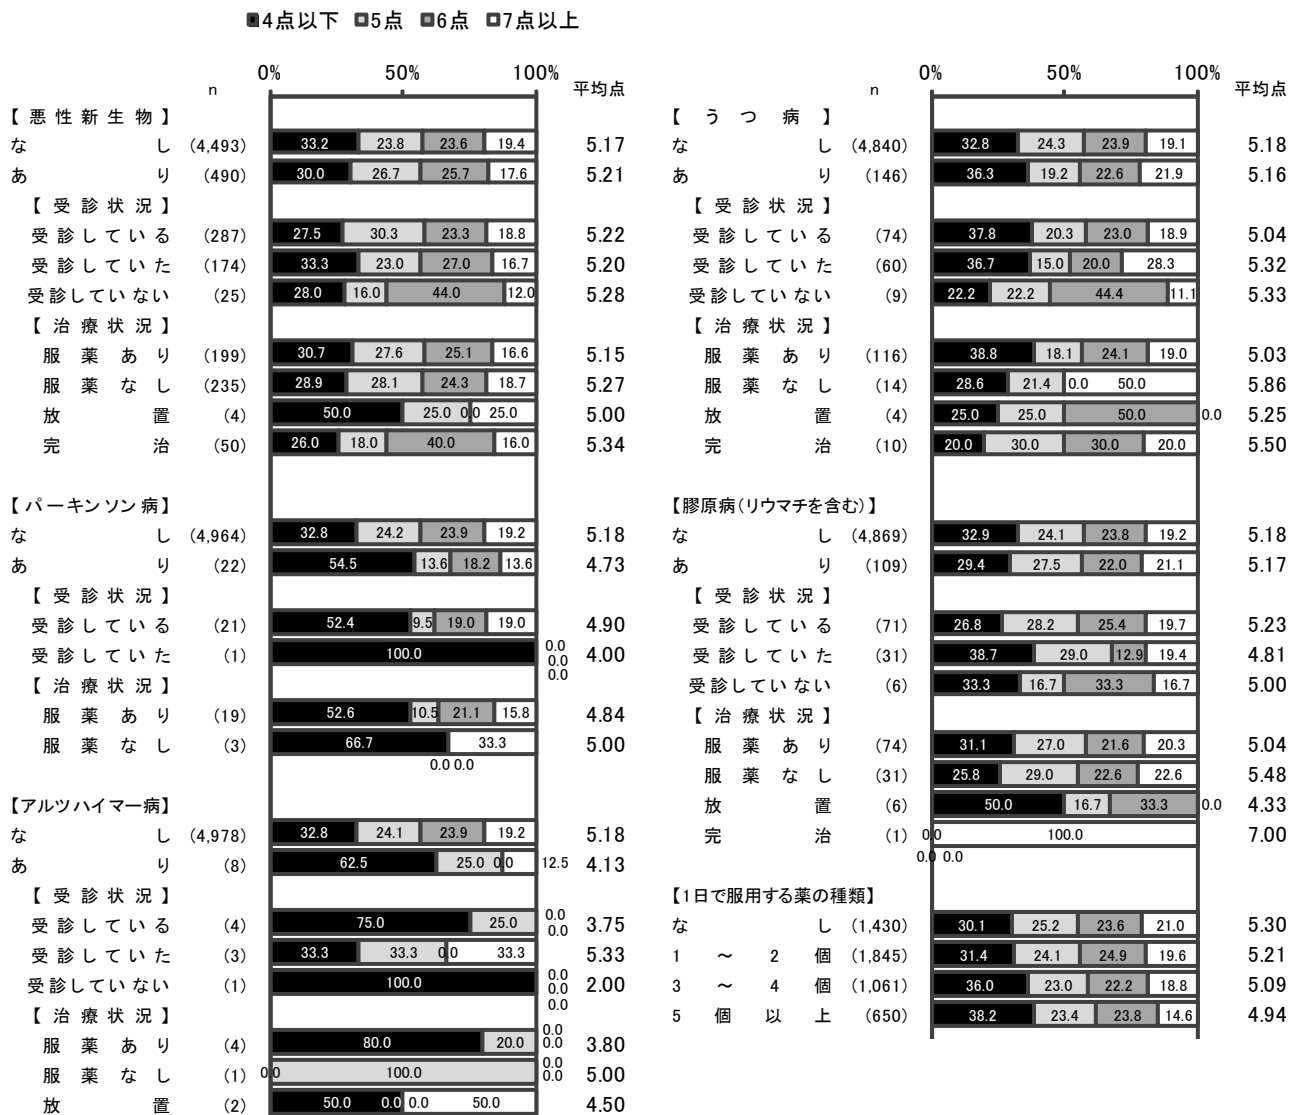 ■4点以下 □5点 ■6点 □7点以上
0% 50% 100%
n 平均点
【悪性新生物】
なし (4,493) 33.2 23.8 23.6 19.4 5.17
あり (490) 30.0 26.7 25.7 17.6 5.21
【受診状況】
受診している (287) 27.5 30.3 23.3 18.8 5.22
受診していた (174) 33.3 23.0 27.0 16.7 5.20
受診していない (25) 28.0 16.0 44.0 12.0 5.28
【治療状況】
服薬あり (199) 30.7 27.6 25.1 16.6 5.15
服薬なし (235) 28.9 28.1 24.3 18.7 5.27
放置 (4) 50.0 25.0 0.0 25.0 5.00
完治 (50) 26.0 18.0 40.0 16.0 5.34
【パーキンソン病】
なし (4,964) 32.8 24.2 23.9 19.2 5.18
あり (22) 54.5 13.6 18.2 13.6 4.73
【受診状況】
受診している (21) 52.4 9.5 19.0 19.0 4.90
受診していた (1) 100.0 0.0 0.0 0.0 4.00
【治療状況】
服薬あり (19) 52.6 10.5 21.1 15.8 4.84
服薬なし (3) 66.7 33.3 5.00
0.0 0.0
【アルツハイマー病】
なし (4,978) 32.8 24.1 23.9 19.2 5.18
あり (8) 62.5 25.0 0.0 12.5 4.13
【受診状況】
受診している (4) 75.0 25.0 0.0 0.0 3.75
受診していた (3) 33.3 33.3 0.0 33.3 5.33
受診していない (1) 100.0 0.0 0.0 0.0 2.00
【治療状況】
服薬あり (4) 80.0 20.0 0.0 0.0 3.80
服薬なし (1) 0.0 100.0 0.0 0.0 5.00
放置 (2) 50.0 0.0 0.0 50.0 4.50
0% 50% 100%
n 平均点
【うつ病】
なし (4,840) 32.8 24.3 23.9 19.1 5.18
あり (146) 36.3 19.2 22.6 21.9 5.16
【受診状況】
受診している (74) 37.8 20.3 23.0 18.9 5.04
受診していた (60) 36.7 15.0 20.0 28.3 5.32
受診していない (9) 22.2 22.2 44.4 11.1 5.33
【治療状況】
服薬あり (116) 38.8 18.1 24.1 19.0 5.03
服薬なし (14) 28.6 21.4 0.0 50.0 5.86
放置 (4) 25.0 25.0 50.0 0.0 5.25
完治 (10) 20.0 30.0 30.0 20.0 5.50
【膠原病(リウマチを含む)】
なし (4,869) 32.9 24.1 23.8 19.2 5.18
あり (109) 29.4 27.5 22.0 21.1 5.17
【受診状況】
受診している (71) 26.8 28.2 25.4 19.7 5.23
受診していた (31) 38.7 29.0 12.9 19.4 4.81
受診していない (6) 33.3 16.7 33.3 16.7 5.00
【治療状況】
服薬あり (74) 31.1 27.0 21.6 20.3 5.04
服薬なし (31) 25.8 29.0 22.6 22.6 5.48
放置 (6) 50.0 16.7 33.3 0.0 4.33
完治 (1) 0.0 100.0 7.00
0.0 0.0
【1日で服用する薬の種類】
なし (1,430) 30.1 25.2 23.6 21.0 5.30
1～2個 (1,845) 31.4 24.1 24.9 19.6 5.21
3～4個 (1,061) 36.0 23.0 22.2 18.8 5.09
5個以上 (650) 38.2 23.4 23.8 14.6 4.94